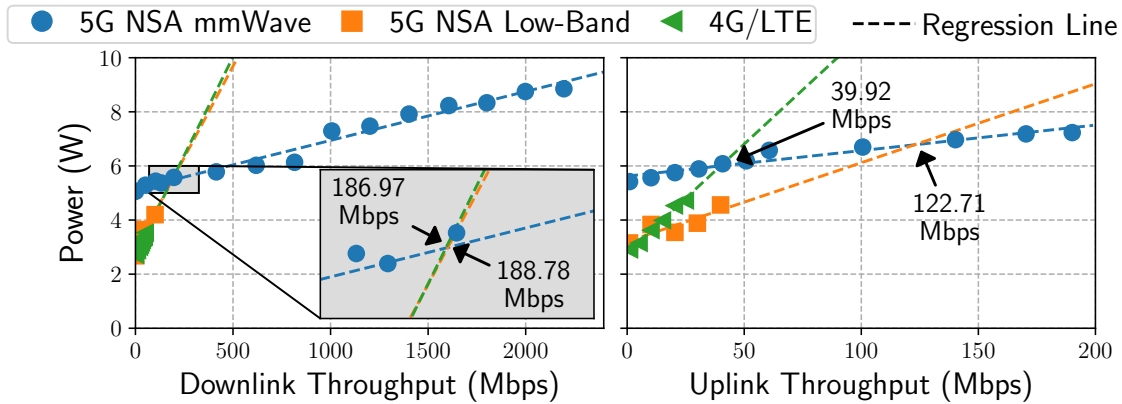 5G NSA mmWave 5G NSA Low-Band 4G/LTE Regression Line
Power (W)
10
8
6
4
2
0
186.97
Mbps
188.78
Mbps
0 500 1000 1500 2000
Downlink Throughput (Mbps)
39.92
Mbps
122.71
Mbps
0 50 100 150 200
Uplink Throughput (Mbps)